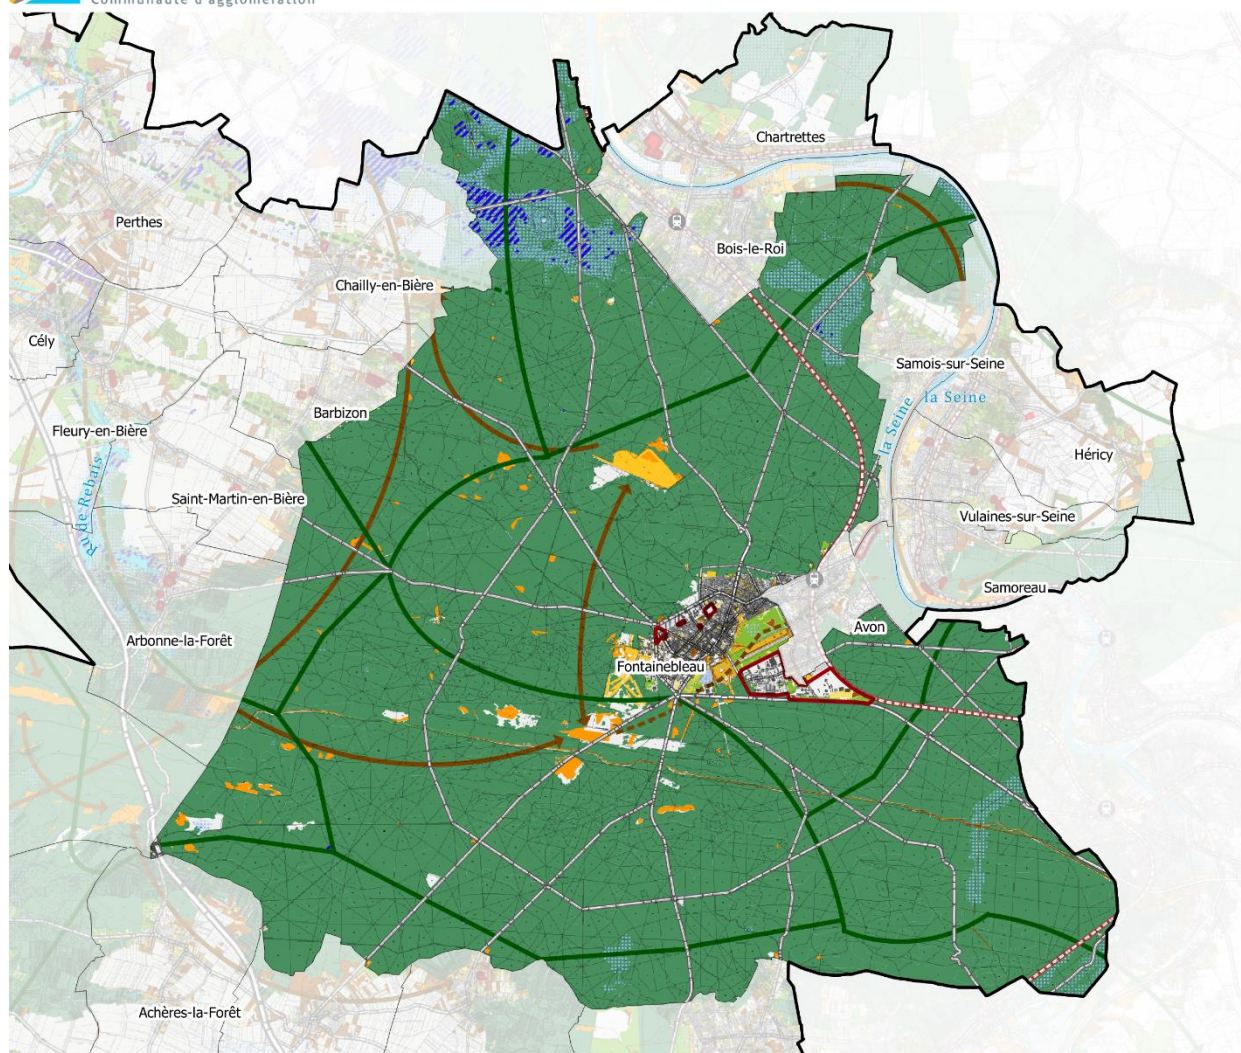 Communauté d'agglomération
Chartrettes
Perthes
Bois-le-Roi
Chailly-en-Bière
Cély
Samois-sur-Seine
la Seine
la Seine
Barbizon
Fleury-en-Bière
Héricy
Saint-Martin-en-Bière
Ru de Rebais
Vulaines-sur-Seine
Samoreau
Avon
Arbonne-la-Forêt
Fontainebleau
Achères-la-Forêt